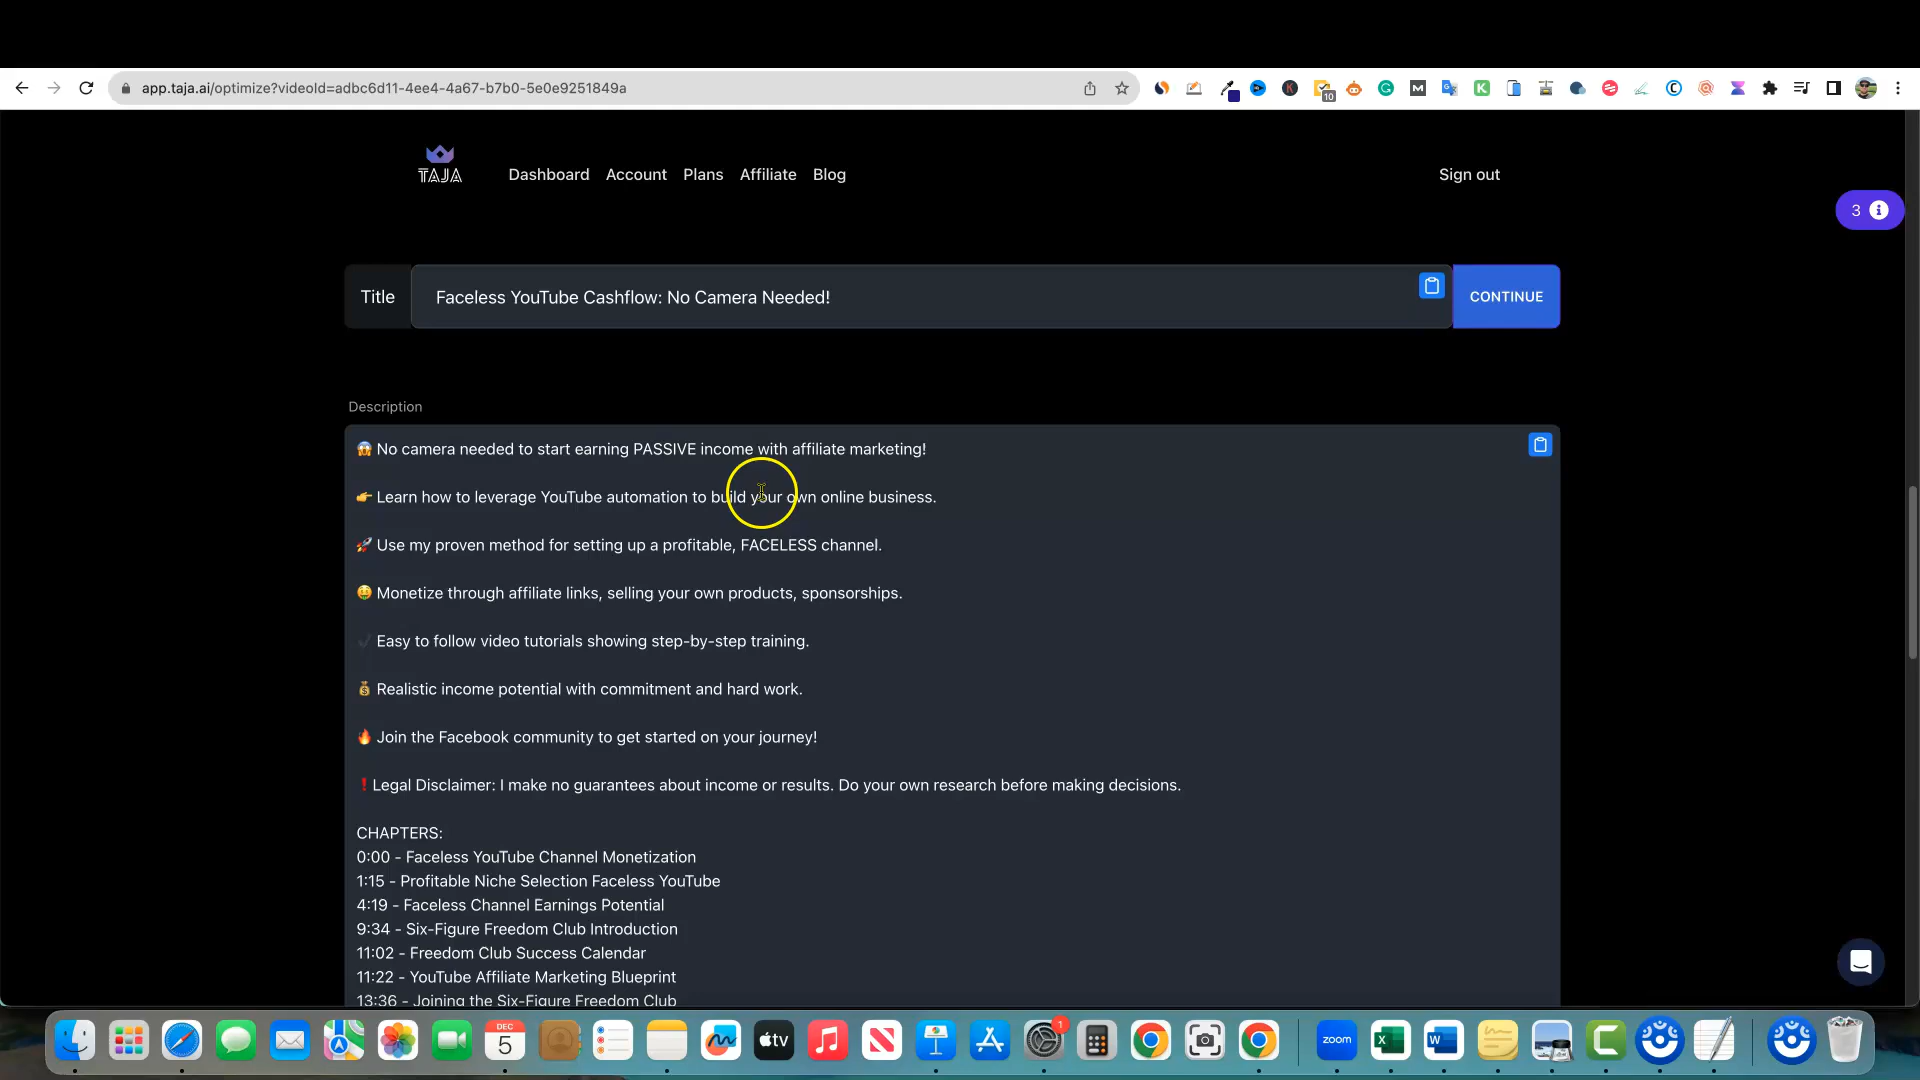 app.taja.ai/optimize?videoId=adbc6d11-4ee4-4a67-b7b0-5e0e9251849a
10
TAJA
Dashboard Account Plans Affiliate Blog
Sign out
3
Title
Faceless YouTube Cashflow: No Camera Needed!
CONTINUE
Description
😱 No camera needed to start earning PASSIVE income with affiliate marketing!
👉 Learn how to leverage YouTube automation to build your own online business.
🚀 Use my proven method for setting up a profitable, FACELESS channel.
🤑 Monetize through affiliate links, selling your own products, sponsorships.
✔ Easy to follow video tutorials showing step-by-step training.
💰 Realistic income potential with commitment and hard work.
🔥 Join the Facebook community to get started on your journey!
❗Legal Disclaimer: I make no guarantees about income or results. Do your own research before making decisions.
CHAPTERS:
0:00 - Faceless YouTube Channel Monetization
1:15 - Profitable Niche Selection Faceless YouTube
4:19 - Faceless Channel Earnings Potential
9:34 - Six-Figure Freedom Club Introduction
11:02 - Freedom Club Success Calendar
11:22 - YouTube Affiliate Marketing Blueprint
13:36 - Joining the Six-Figure Freedom Club
DEC
5
tv
1
zoom
X
W